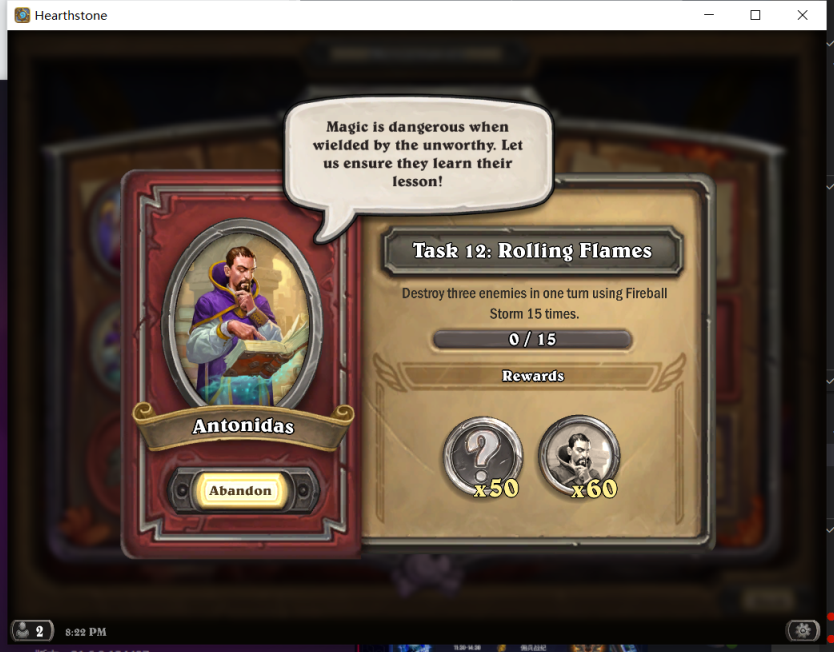 Hearthstone
Magic is dangerous when
wielded by the unworthy. Let
us ensure they learn their
lesson!
Task 12: Rolling Flames
Destroy three enemies in one turn using Fireball
Storm 15 times.
0 / 15
Rewards
Antonidas
x50
x60
Abandon
2
8:22 PM